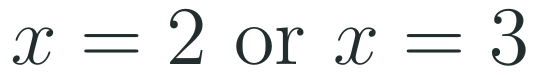 x = 2 or x = 3